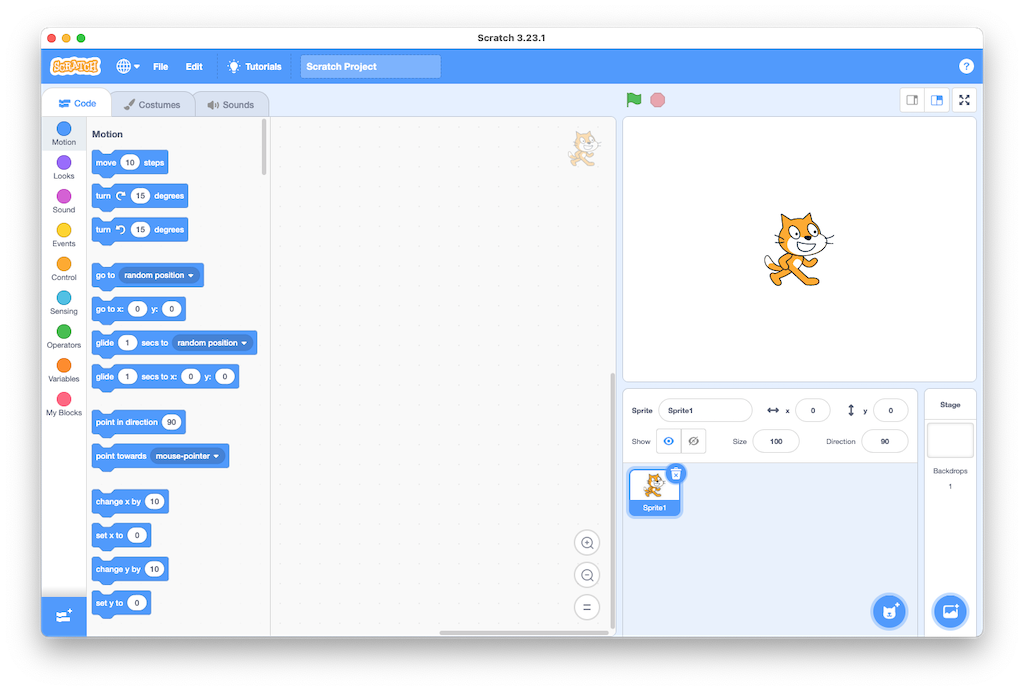 Scratch 3.23.1
SCRATCH File Edit Tutorials Scratch Project ?
Code Costumes Sounds
Motion
Looks
Sound
Events
Control
Sensing
Operators
Variables
My Blocks
Motion
move 10 steps
turn 15 degrees
turn 15 degrees
go to random position
go to x: 0 y: 0
glide 1 secs to random position
glide 1 secs to x: 0 y: 0
point in direction 90
point towards mouse-pointer
change x by 10
set x to 0
change y by 10
set y to 0
Sprite Sprite1 x 0 y 0
Show Size 100 Direction 90
Sprite1
Stage
Backdrops
1